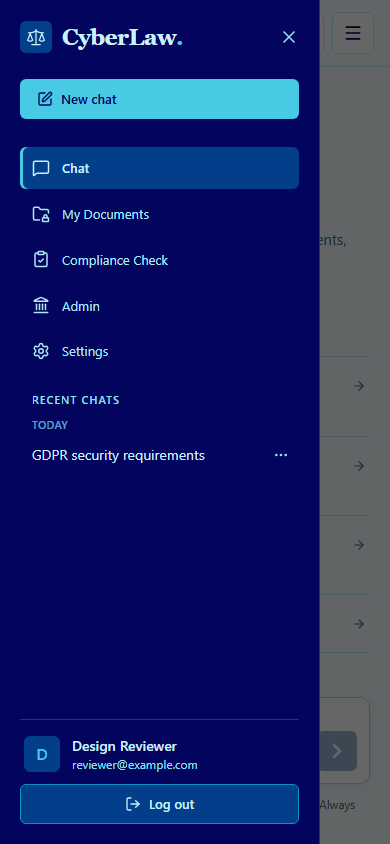 CyberLaw.
New chat
Chat
My Documents
Compliance Check
Admin
Settings
RECENT CHATS
TODAY
GDPR security requirements
D
Design Reviewer
reviewer@example.com
Log out
ents,
Always